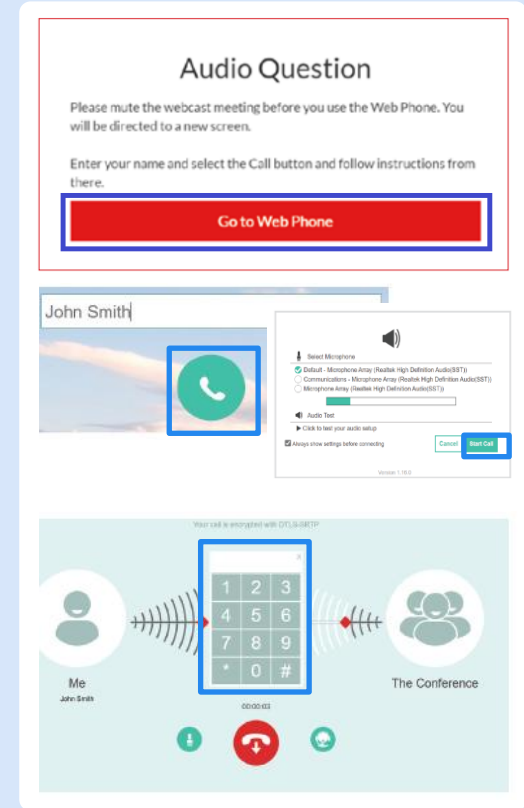 Audio Question
Please mute the webcast meeting before you use the Web Phone. You
will be directed to a new screen.
Enter your name and select the Call button and follow instructions from
there.
Go to Web Phone
John Smith
Select Microphone
Default - Microphone Array (Realtek High Definition Audio(SST))
Communications - Microphone Array (Realtek High Definition Audio(SST))
Microphone Array (Realtek High Definition Audio(SST))
Audio Test
Click to test your audio setup
Always show settings before connecting
Cancel
Start Call
Version 1.16.0
Your call is encrypted with DTLS-SRTP
×
1 2 3
4 5 6
7 8 9
* 0 #
Me
John Smith
The Conference
00:00:03